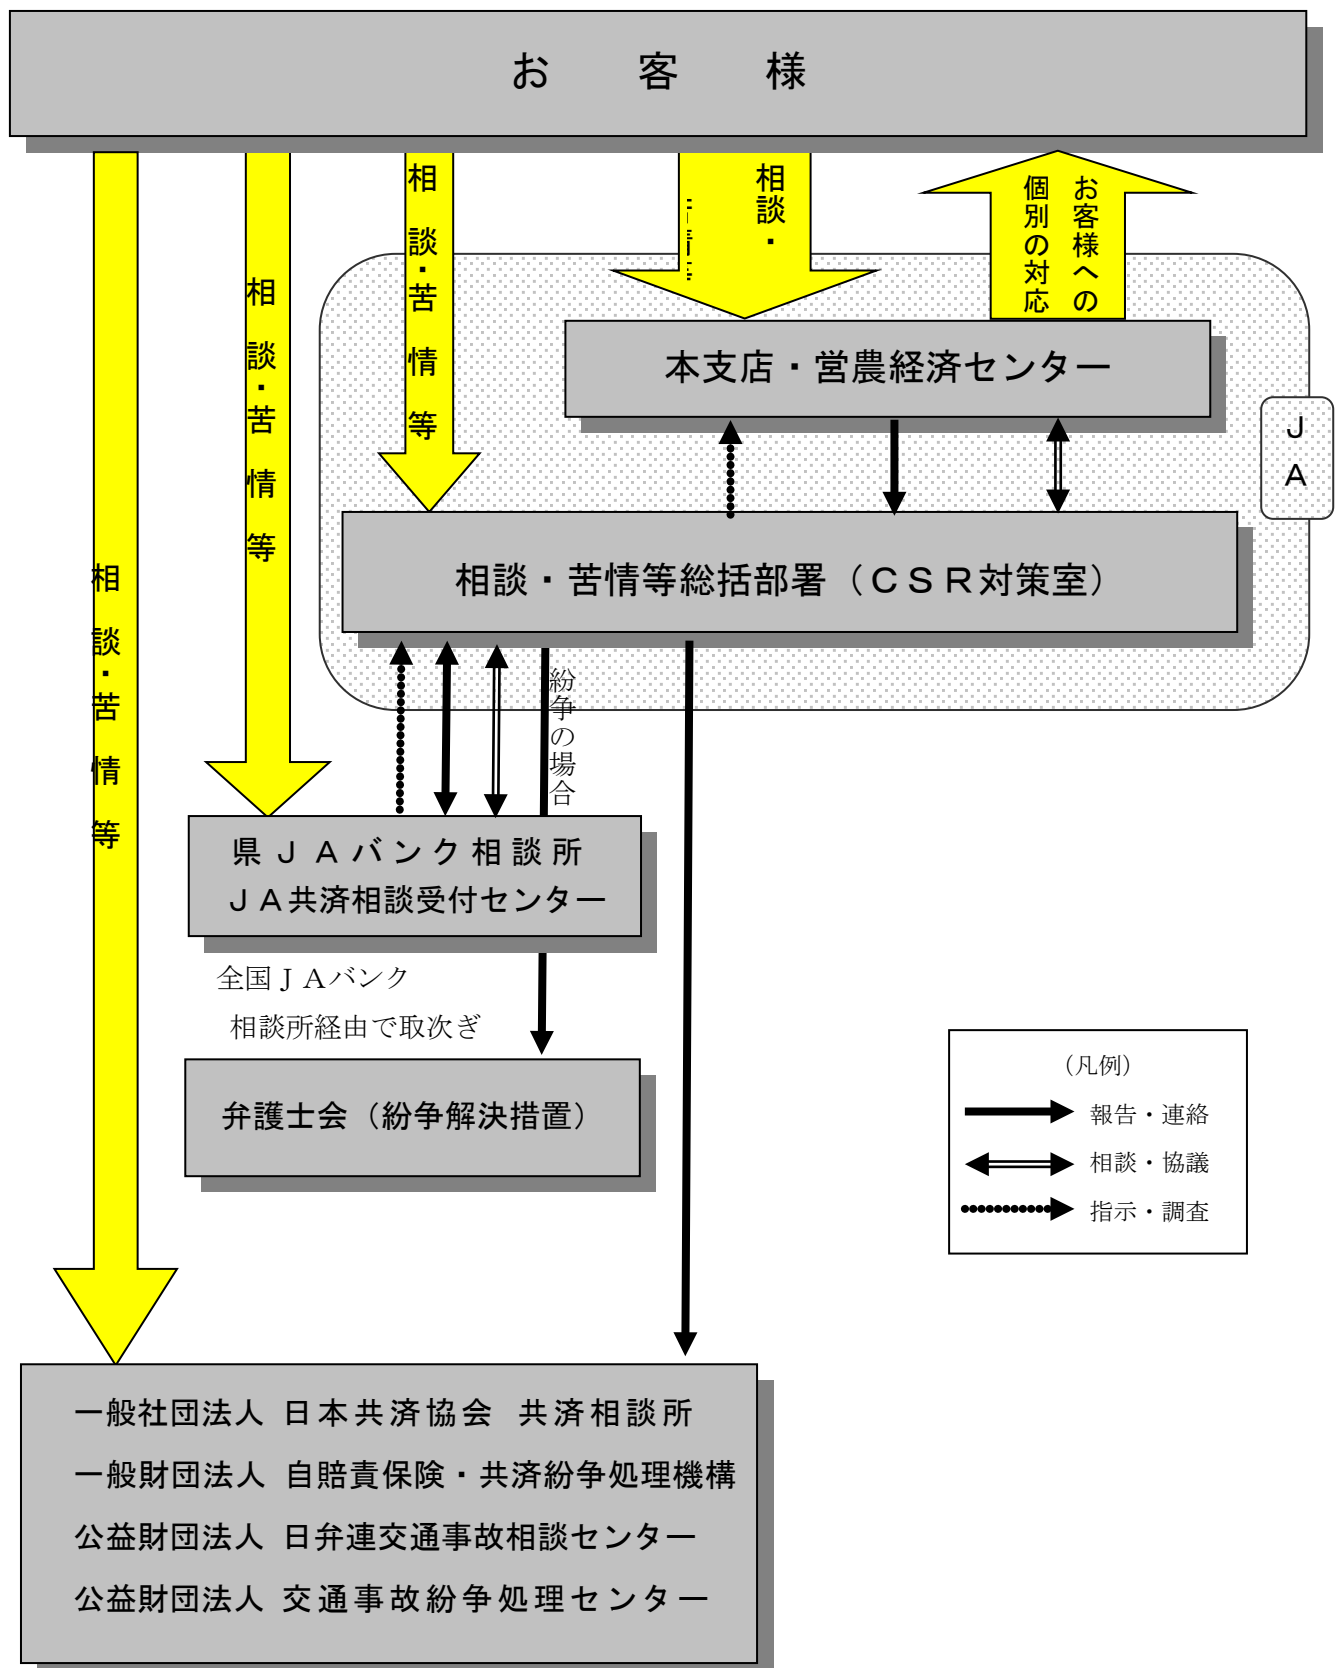 お　客　様
相談・苦情等
相談・苦情等
相談・苦情等
相談・
お客様への
個別の対応
本支店・営農経済センター
ＪＡ
相談・苦情等総括部署（ＣＳＲ対策室）
紛争の場合
県ＪＡバンク相談所
ＪＡ共済相談受付センター
全国ＪＡバンク
相談所経由で取次ぎ
弁護士会（紛争解決措置）
（凡例）
報告・連絡
相談・協議
指示・調査
一般社団法人 日本共済協会　共済相談所
一般財団法人 自賠責保険・共済紛争処理機構
公益財団法人 日弁連交通事故相談センター
公益財団法人 交通事故紛争処理センター